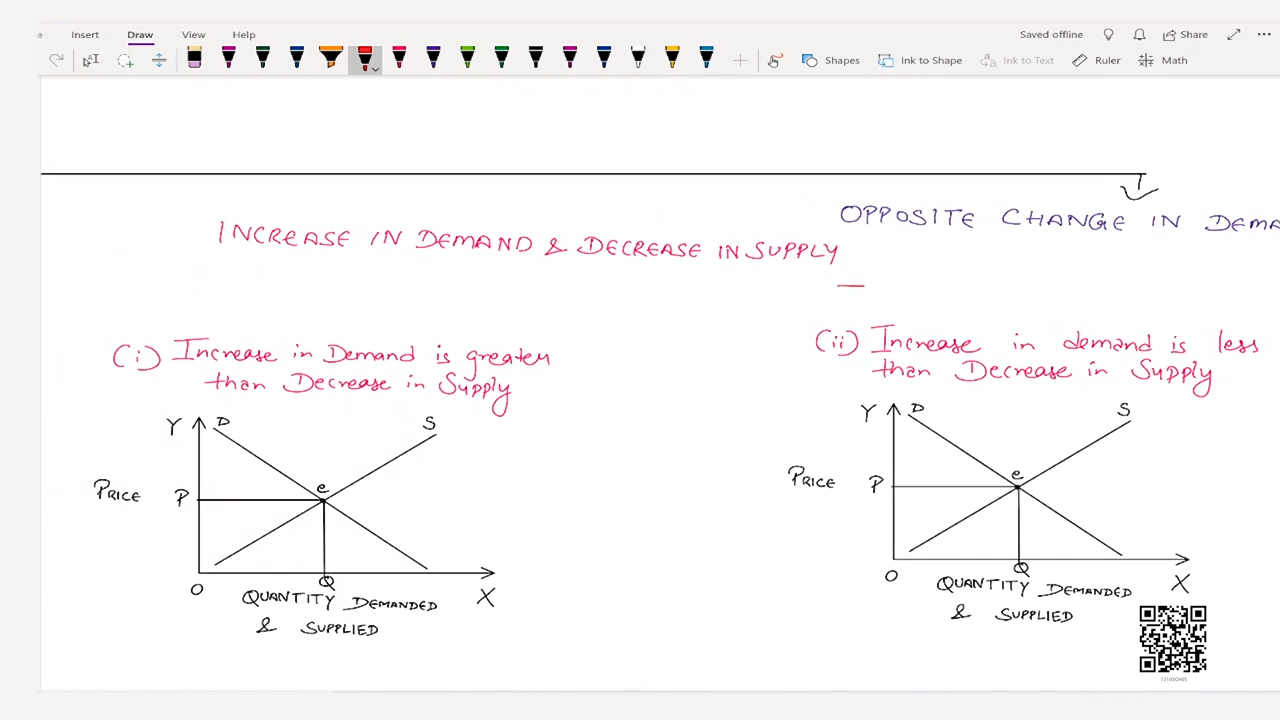 Insert Draw View Help Saved offline Share
Shapes Ink to Shape Ink to Text Ruler Math
OPPOSITE CHANGE IN DEMA
INCREASE IN DEMAND & DECREASE IN SUPPLY
(i) Increase in Demand is greater
than Decrease in Supply
Y D S
e
PRICE P
O Q X
QUANTITY DEMANDED
& SUPPLIED
(ii) Increase in demand is less
than Decrease in Supply
Y D S
e
PRICE P
O Q X
QUANTITY DEMANDED
& SUPPLIED
12103CH05